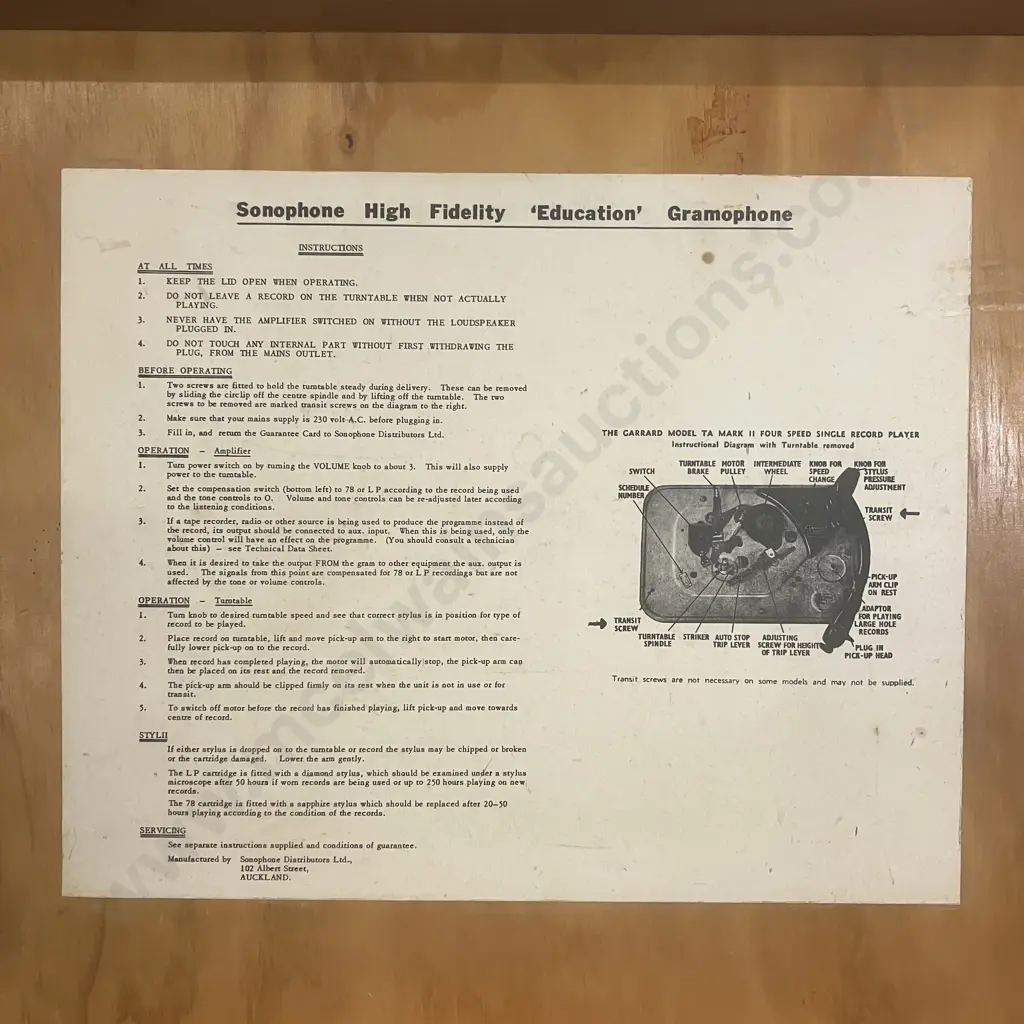 Sonophone High Fidelity 'Education' Gramophone
INSTRUCTIONS
AT ALL TIMES
1. KEEP THE LID OPEN WHEN OPERATING.
2. DO NOT LEAVE A RECORD ON THE TURNTABLE WHEN NOT ACTUALLY
PLAYING.
3. NEVER HAVE THE AMPLIFIER SWITCHED ON WITHOUT THE LOUDSPEAKER
PLUGGED IN.
4. DO NOT TOUCH ANY INTERNAL PART WITHOUT FIRST WITHDRAWING THE
PLUG, FROM THE MAINS OUTLET.
BEFORE OPERATING
1. Two screws are fitted to hold the turntable steady during delivery. These can be removed
by sliding the circlip off the centre spindle and by lifting off the turntable. The two
screws to be removed are marked transit screws on the diagram to the right.
2. Make sure that your mains supply is 230 volt A.C. before plugging in.
3. Fill in, and return the Guarantee Card to Sonophone Distributors Ltd.
OPERATION – Amplifier
1. Turn power switch on by turning the VOLUME knob to about 3. This will also supply
power to the turntable.
2. Set the compensation switch (bottom left) to 78 or L P according to the record being used
and the tone controls to O. Volume and tone controls can be re-adjusted later according
to the listening conditions.
3. If a tape recorder, radio or other source is being used to produce the programme instead of
the record, its output should be connected to aux. input. When this is being used, only the
volume control will have an effect on the programme. (You should consult a technician
about this) – see Technical Data Sheet.
4. When it is desired to take the output FROM the gram to other equipment the aux. output is
used. The signals from this point are compensated for 78 or L P recordings but are not
affected by the tone or volume controls.
OPERATION – Turntable
1. Turn knob to desired turntable speed and see that correct stylus is in position for type of
record to be played.
2. Place record on turntable, lift and move pick-up arm to the right to start motor, then care-
fully lower pick-up on to the record.
3. When record has completed playing, the motor will automatically stop, the pick-up arm can
then be placed on its rest and the record removed.
4. The pick-up arm should be clipped firmly on its rest when the unit is not in use or for
transit.
5. To switch off motor before the record has finished playing, lift pick-up and move towards
centre of record.
STYLII
If either stylus is dropped on to the turntable or record the stylus may be chipped or broken
or the cartridge damaged. Lower the arm gently.
The L P cartridge is fitted with a diamond stylus, which should be examined under a stylus
microscope after 50 hours if worn records are being used or up to 250 hours playing on new
records.
The 78 cartridge is fitted with a sapphire stylus which should be replaced after 20–50
hours playing according to the condition of the records.
SERVICING
See separate instructions supplied and conditions of guarantee.
Manufactured by Sonophone Distributors Ltd.,
102 Albert Street,
AUCKLAND.
THE GARRARD MODEL TA MARK II FOUR SPEED SINGLE RECORD PLAYER
Instructional Diagram with Turntable removed
SWITCH
TURNTABLE
BRAKE
MOTOR
PULLEY
INTERMEDIATE
WHEEL
KNOB FOR
SPEED
CHANGE
KNOB FOR
STYLUS
PRESSURE
ADJUSTMENT
SCHEDULE
NUMBER
TRANSIT
SCREW
PICK-UP
ARM CLIP
ON REST
ADAPTOR
FOR PLAYING
LARGE HOLE
RECORDS
TRANSIT
SCREW
TURNTABLE
SPINDLE
STRIKER
AUTO STOP
TRIP LEVER
ADJUSTING
SCREW FOR HEIGHT
OF TRIP LEVER
PLUG IN
PICK-UP HEAD
Transit screws are not necessary on some models and may not be supplied.